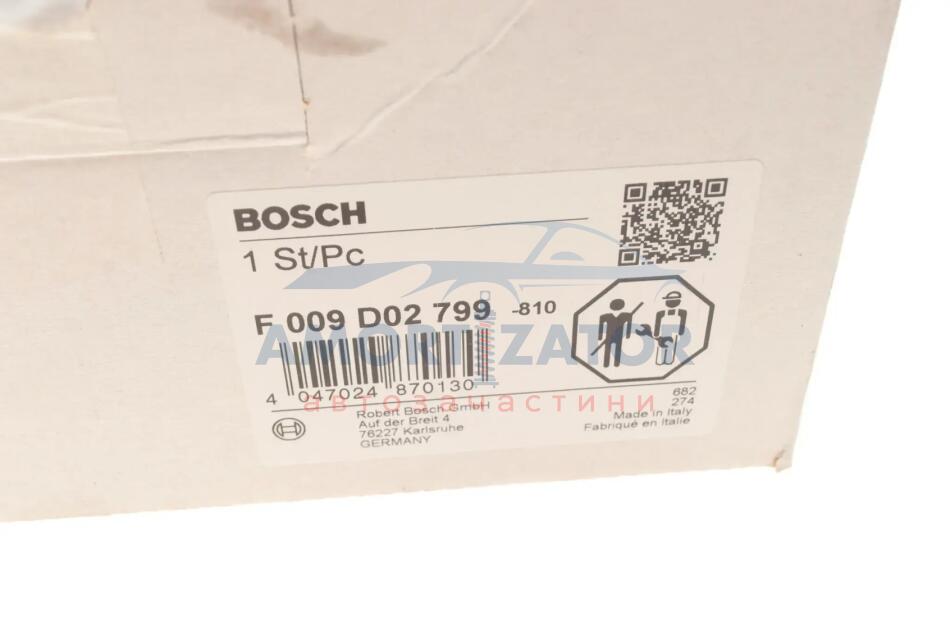 BOSCH
1 St/Pc
F 009 D02 799 -810
AMORTIZATOR
4 047024 870130
автозапчастини
Robert Bosch GmbH
Auf der Breit 4
76227 Karlsruhe
GERMANY
682
274
Made in Italy
Fabriqué en Italie